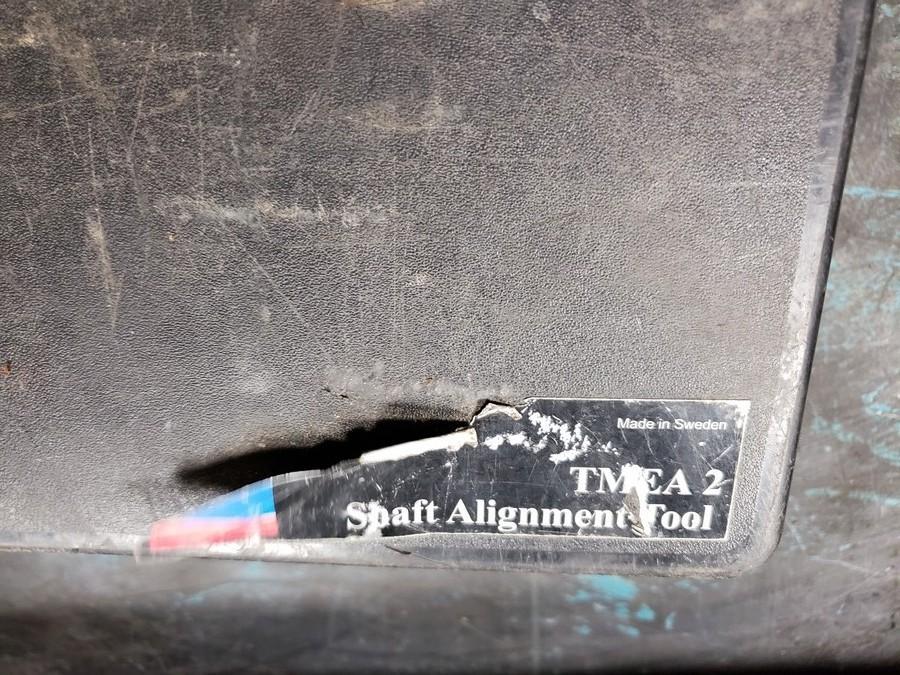 Made in Sweden
TMEA 2
Shaft Alignment Tool